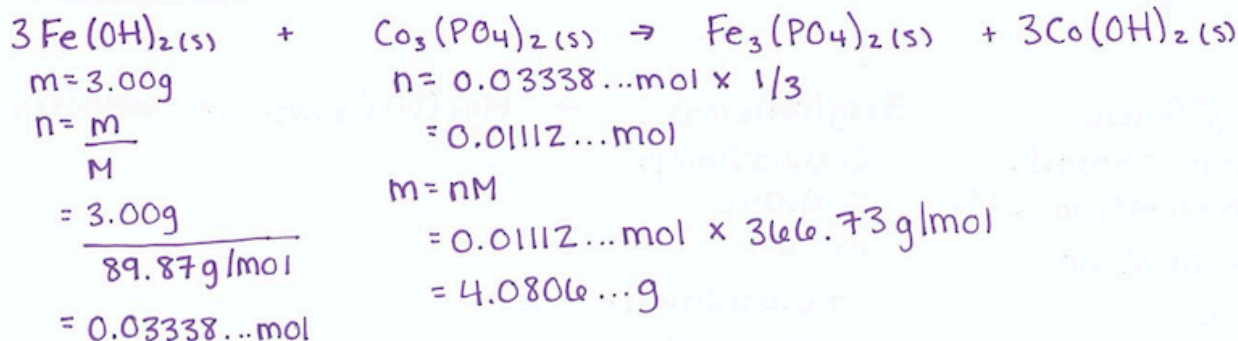 3Fe(OH)₂(s) + Co₃(PO₄)₂(s) → Fe₃(PO₄)₂(s) + 3Co(OH)₂(s)
m = 3.00g
n = m
M
= 3.00g
89.87g/mol
= 0.03338...mol
n = 0.03338...mol × 1/3
= 0.01112...mol
m = nM
= 0.01112...mol × 366.73g/mol
= 4.0806...g